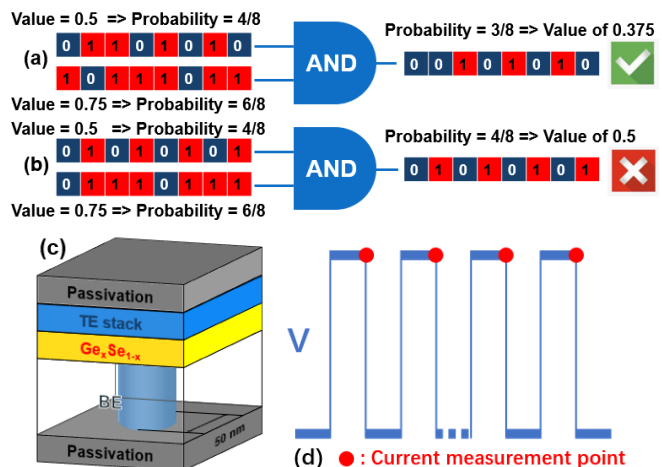 Value = 0.5 => Probability = 4/8
(a)
0 1 1 0 1 0 1 0
1 0 1 1 1 0 1 1
Value = 0.75 => Probability = 6/8
AND
Probability = 3/8 => Value of 0.375
0 0 1 0 1 0 1 0
Value = 0.5 => Probability = 4/8
(b)
0 1 0 1 0 1 0 1
0 1 1 1 0 1 1 1
Value = 0.75 => Probability = 6/8
AND
Probability = 4/8 => Value of 0.5
0 1 0 1 0 1 0 1
(c)
Passivation
TE stack
GexSe1-x
BE
50 nm
Passivation
V
(d)
: Current measurement point